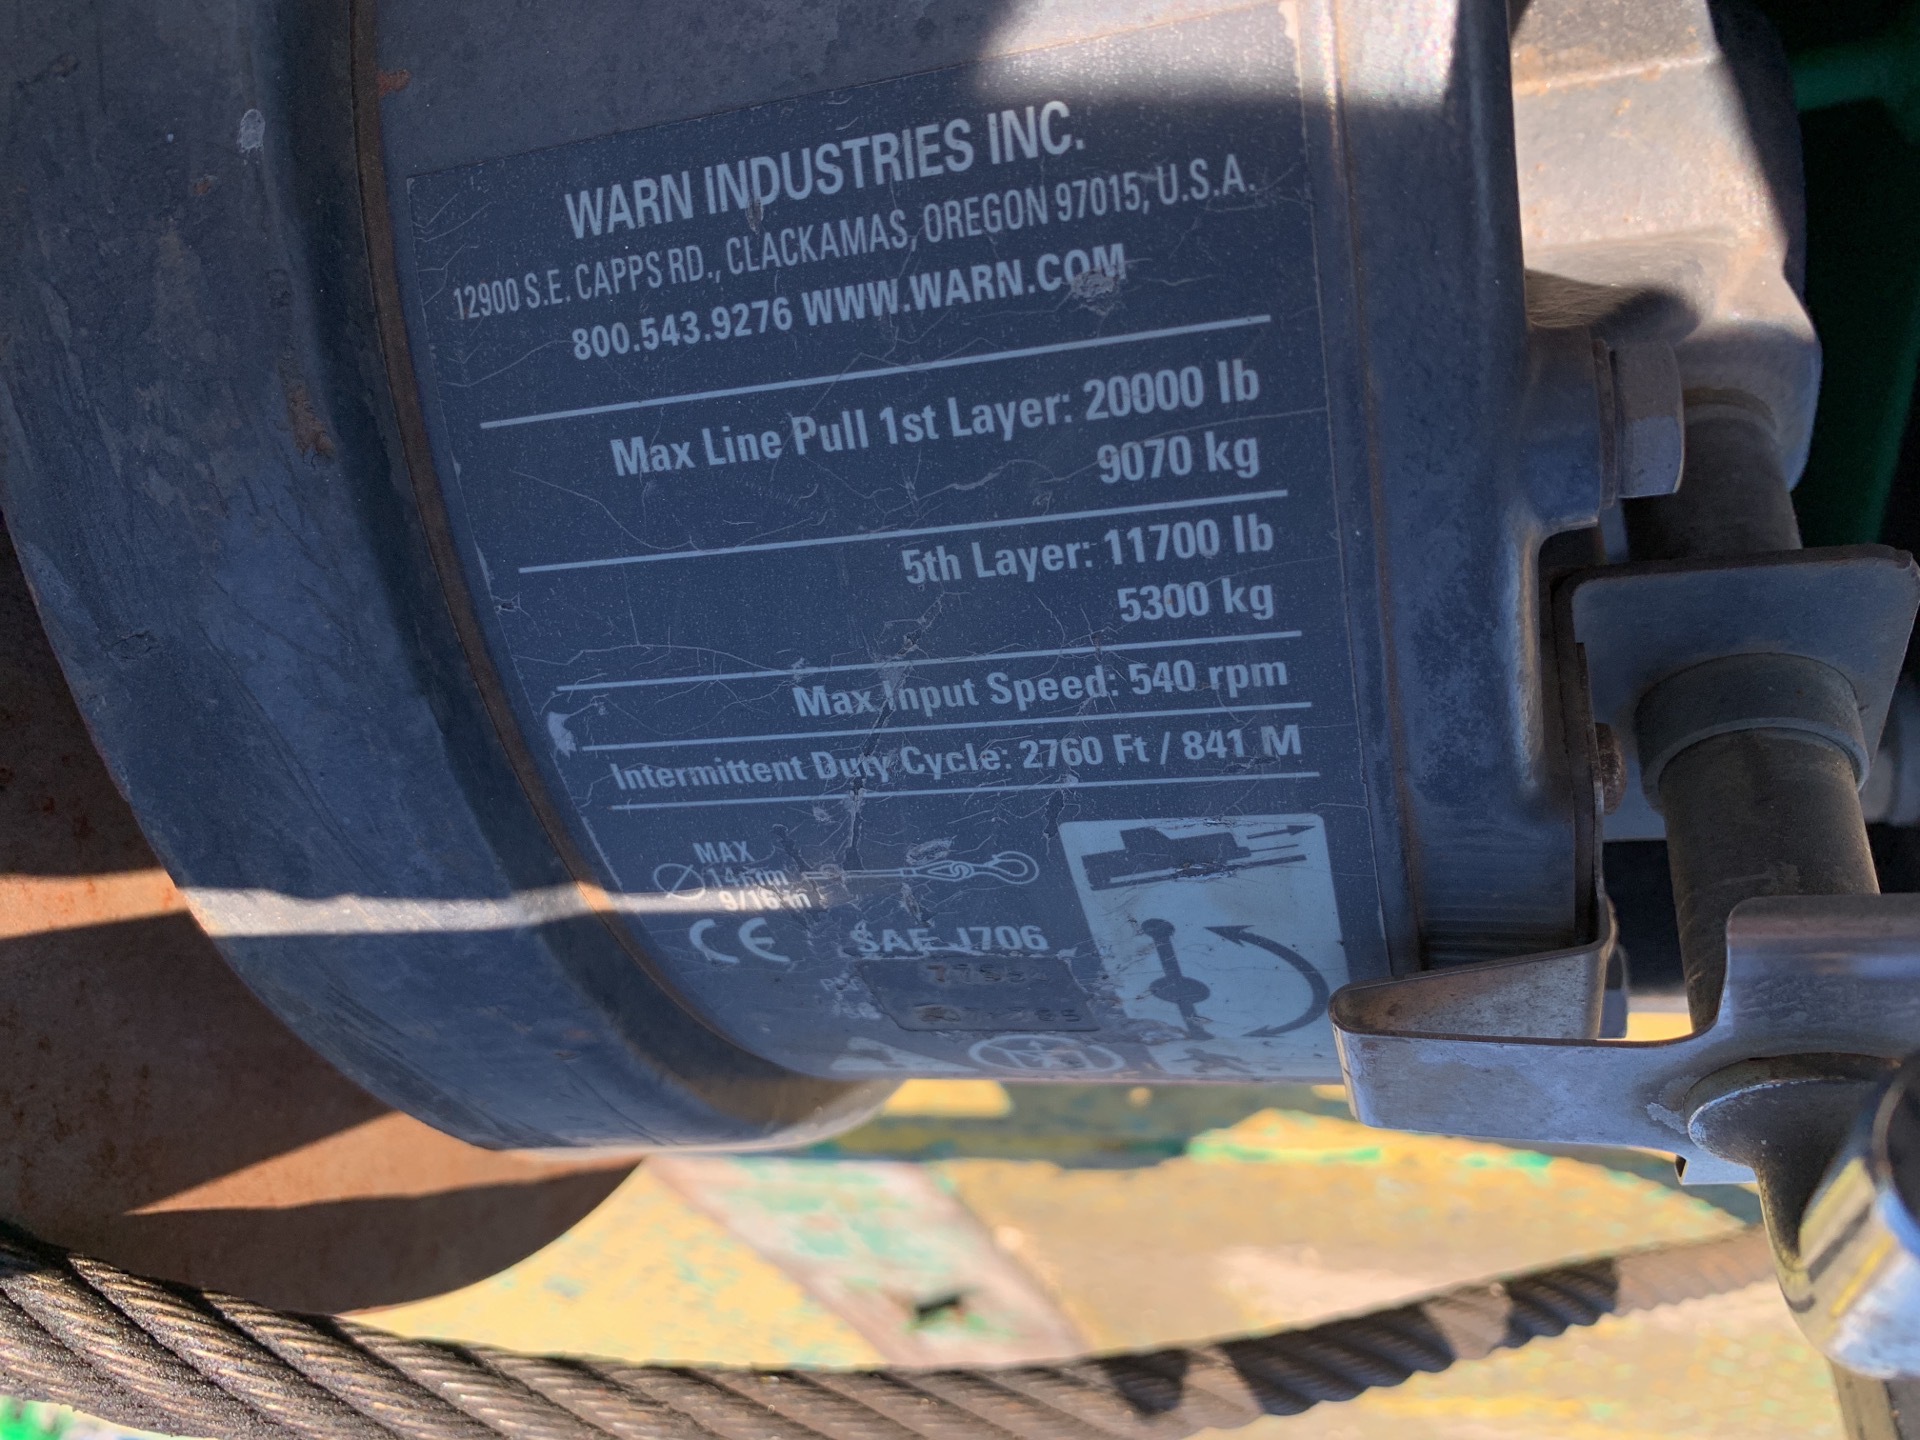 WARN INDUSTRIES INC.
12900 S.E. CAPPS RD., CLACKAMAS, OREGON 97015, U.S.A.
800.543.9276 WWW.WARN.COM
Max Line Pull 1st Layer: 20000 lb
9070 kg
5th Layer: 11700 lb
5300 kg
Max Input Speed: 540 rpm
Intermittent Duty Cycle: 2760 Ft / 841 M
MAX
14mm
9/16 in
CE SAE J706